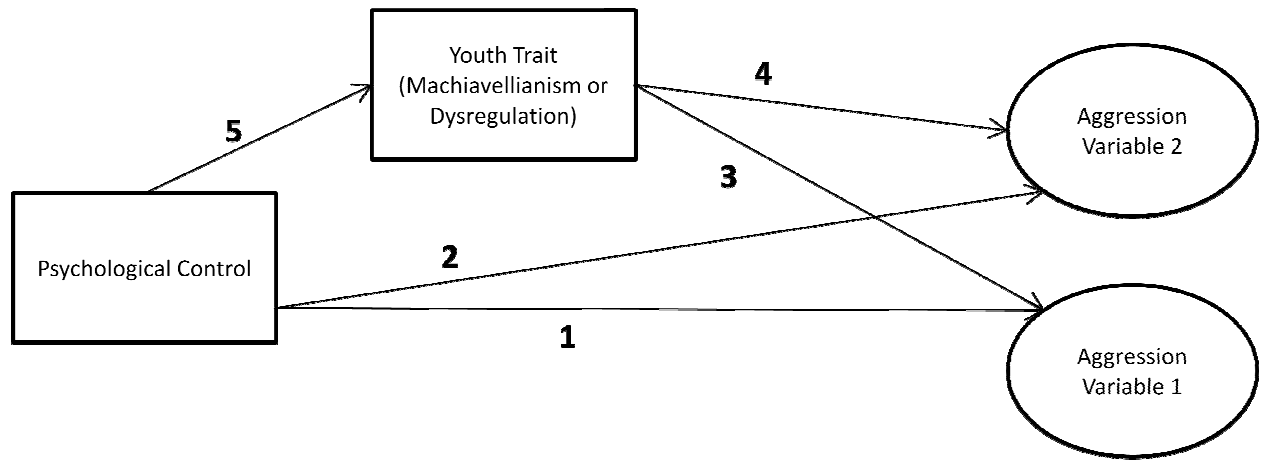 Youth Trait
(Machiavellianism or
Dysregulation)
4
Aggression
Variable 2
5
3
Psychological Control
2
1
Aggression
Variable 1